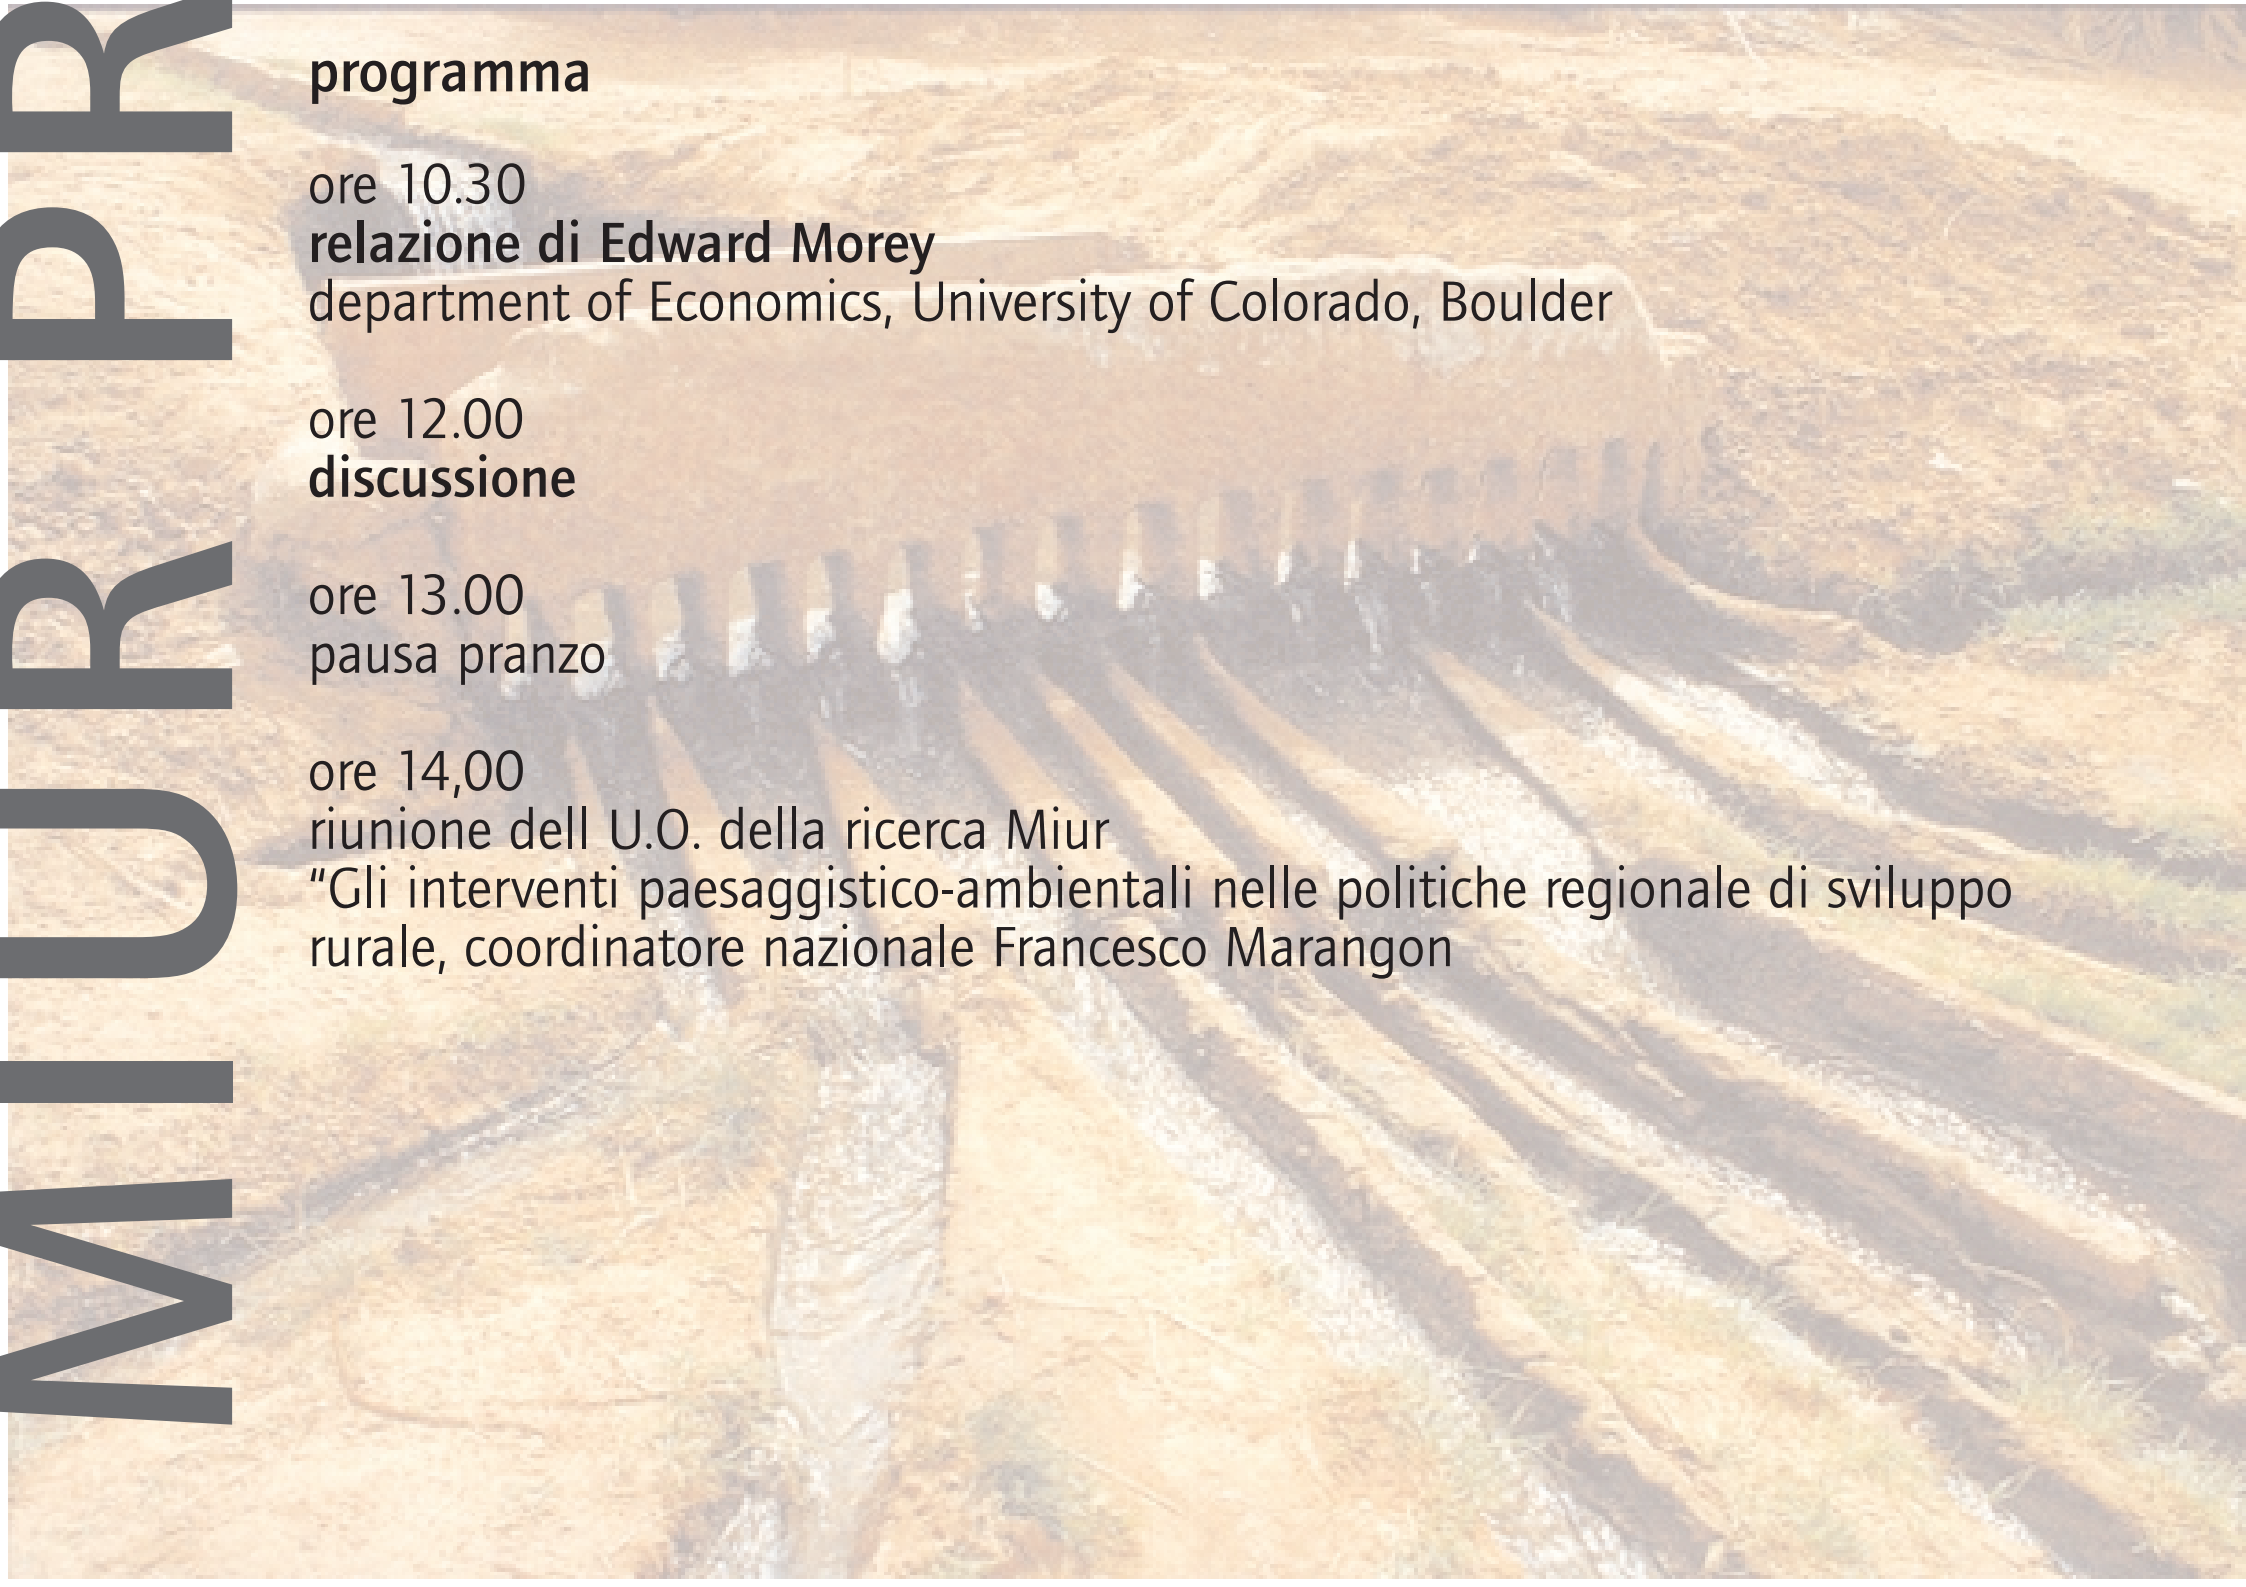 MIUR PR
programma
ore 10.30
relazione di Edward Morey
department of Economics, University of Colorado, Boulder
ore 12.00
discussione
ore 13.00
pausa pranzo
ore 14,00
riunione dell U.O. della ricerca Miur
“Gli interventi paesaggistico-ambientali nelle politiche regionale di sviluppo
rurale, coordinatore nazionale Francesco Marangon